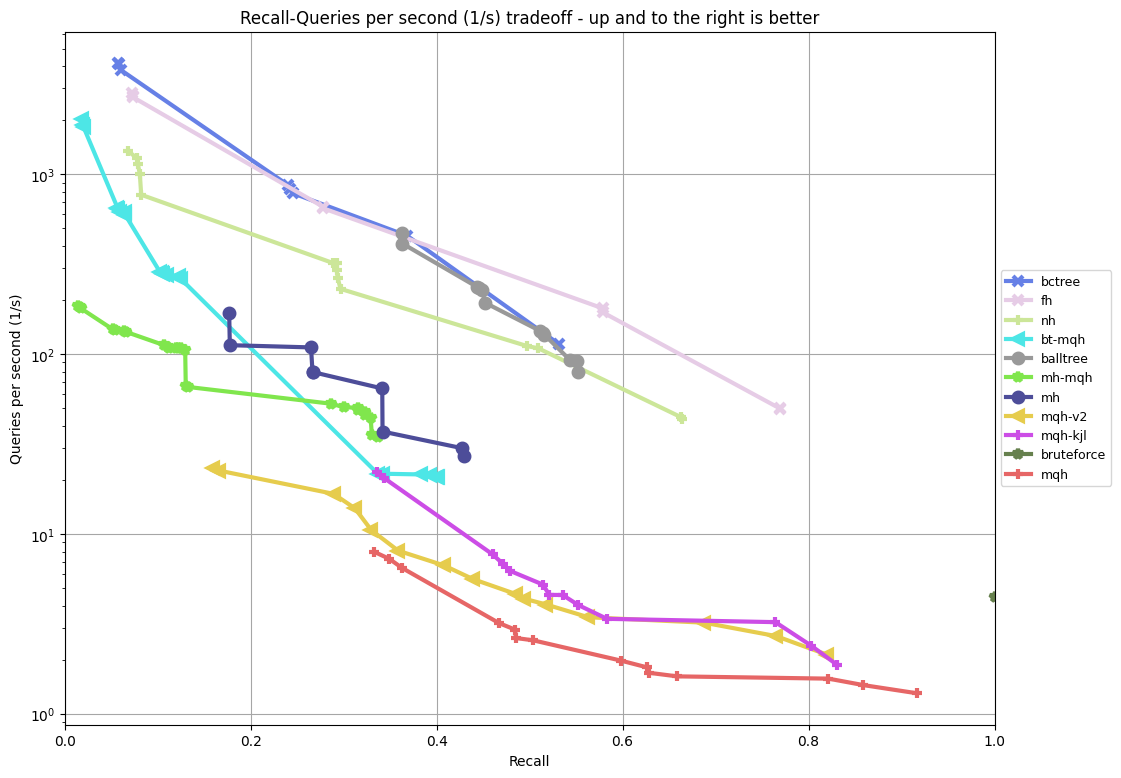 Recall-Queries per second (1/s) tradeoff - up and to the right is better
Queries per second (1/s)
10³
10²
10¹
10⁰
0.0 0.2 0.4 0.6 0.8 1.0
Recall
bctree
fh
nh
bt-mqh
balltree
mh-mqh
mh
mqh-v2
mqh-kjl
bruteforce
mqh